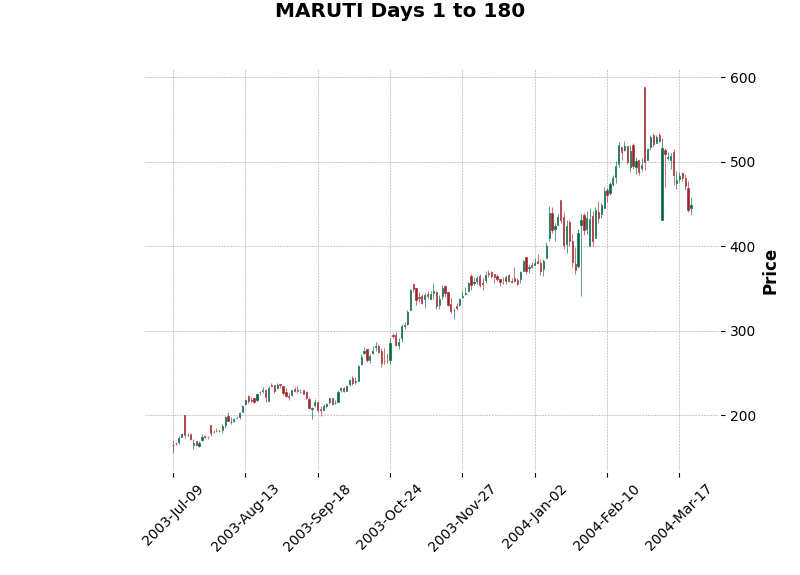 MARUTI Days 1 to 180
600
500
400
300
200
Price
2003-Jul-09
2003-Aug-13
2003-Sep-18
2003-Oct-24
2003-Nov-27
2004-Jan-02
2004-Feb-10
2004-Mar-17